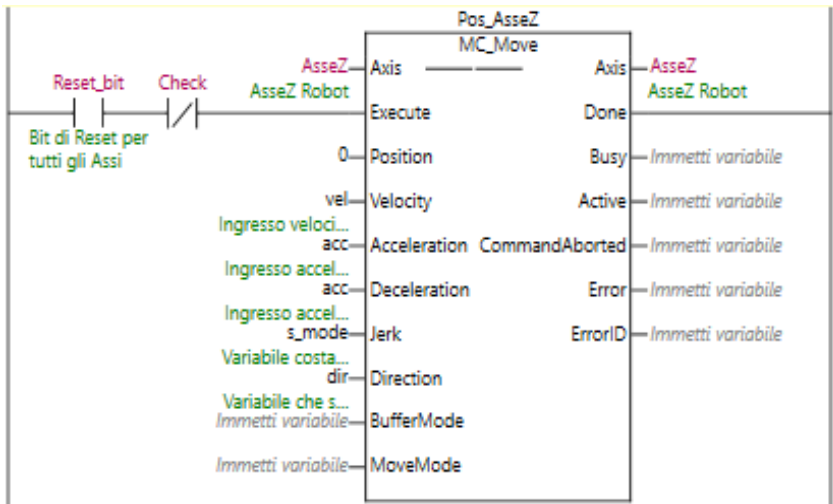 Pos_AsseZ
MC_Move
AsseZ Axis Axis AsseZ
Reset_bit Check AsseZ Robot AsseZ Robot
Execute Done
Bit di Reset per
tutti gli Assi
0 Position Busy Immetti variabile
vel Velocity Active Immetti variabile
Ingresso veloci...
acc Acceleration CommandAborted Immetti variabile
Ingresso accel...
acc Deceleration Error Immetti variabile
Ingresso accel...
s_mode Jerk ErrorID Immetti variabile
Variabile costa...
dir Direction
Variabile che s...
Immetti variabile BufferMode
Immetti variabile MoveMode